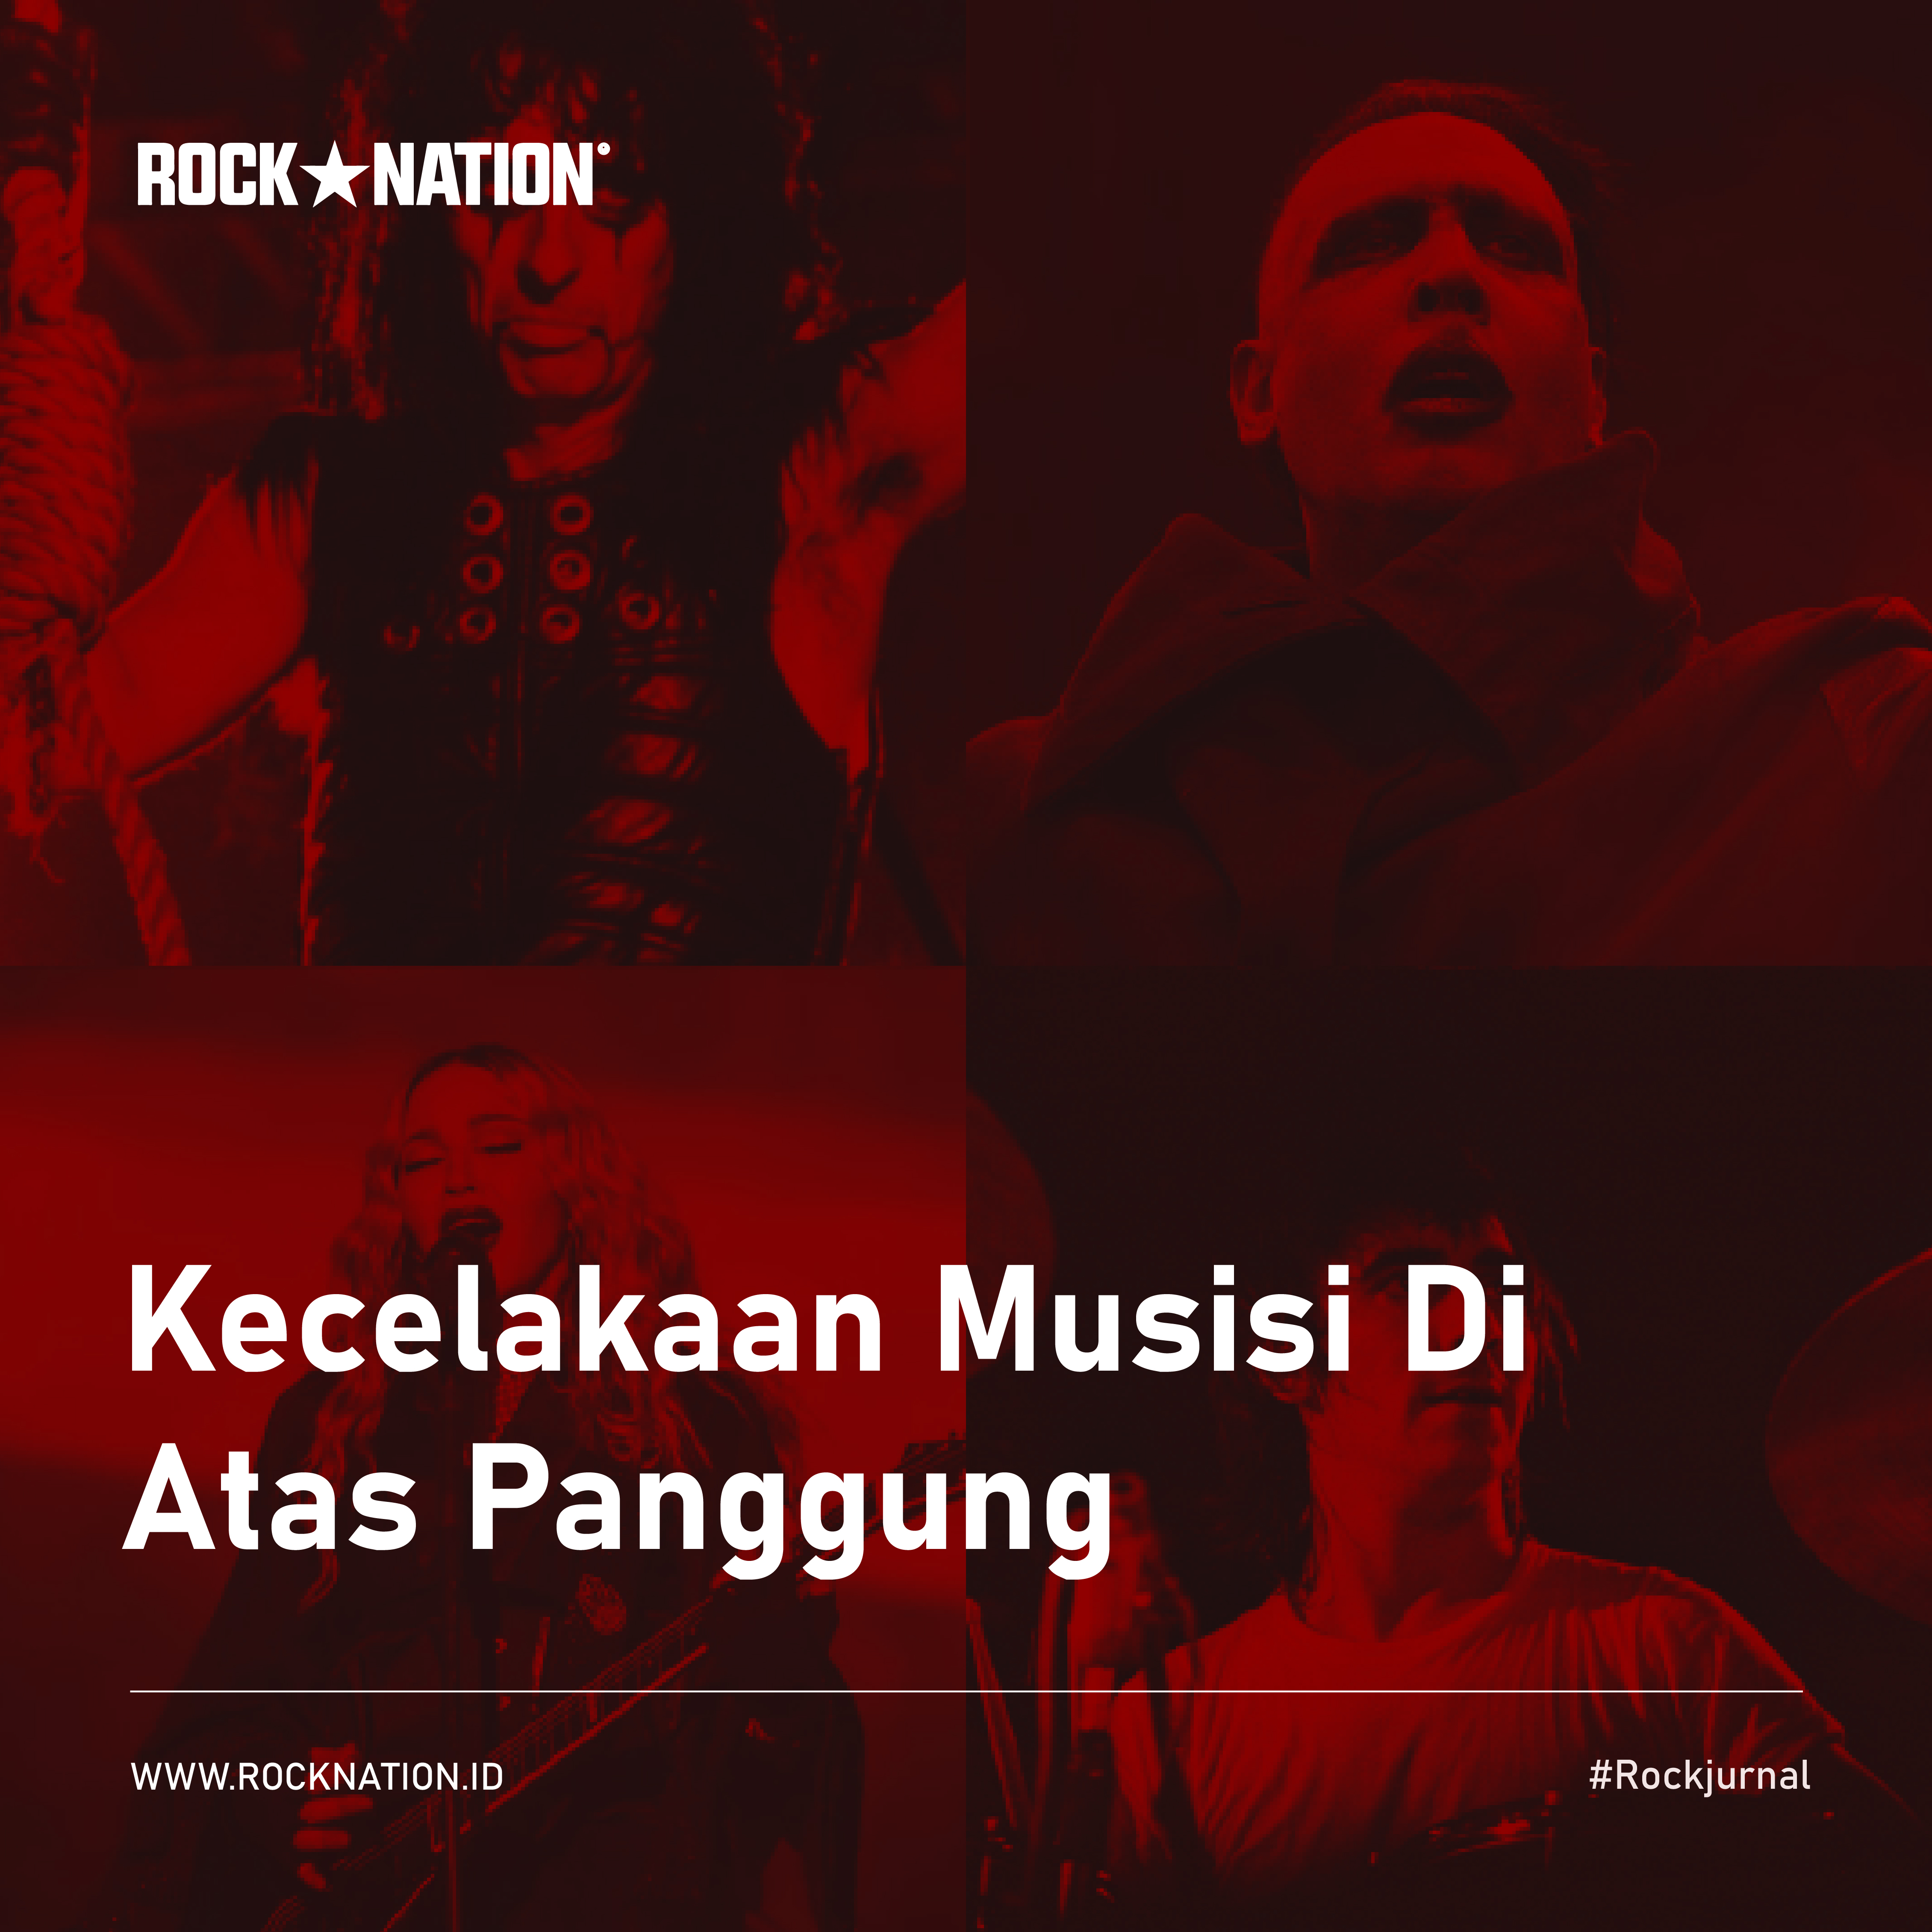 ROCK★NATION
Kecelakaan Musisi Di
Atas Panggung
WWW.ROCKNATION.ID
#Rockjurnal